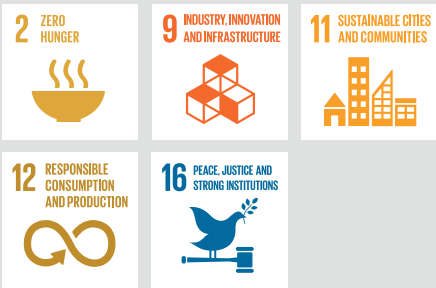 2 ZERO
HUNGER
9 INDUSTRY, INNOVATION
AND INFRASTRUCTURE
11 SUSTAINABLE CITIES
AND COMMUNITIES
12 RESPONSIBLE
CONSUMPTION
AND PRODUCTION
16 PEACE, JUSTICE AND
STRONG INSTITUTIONS